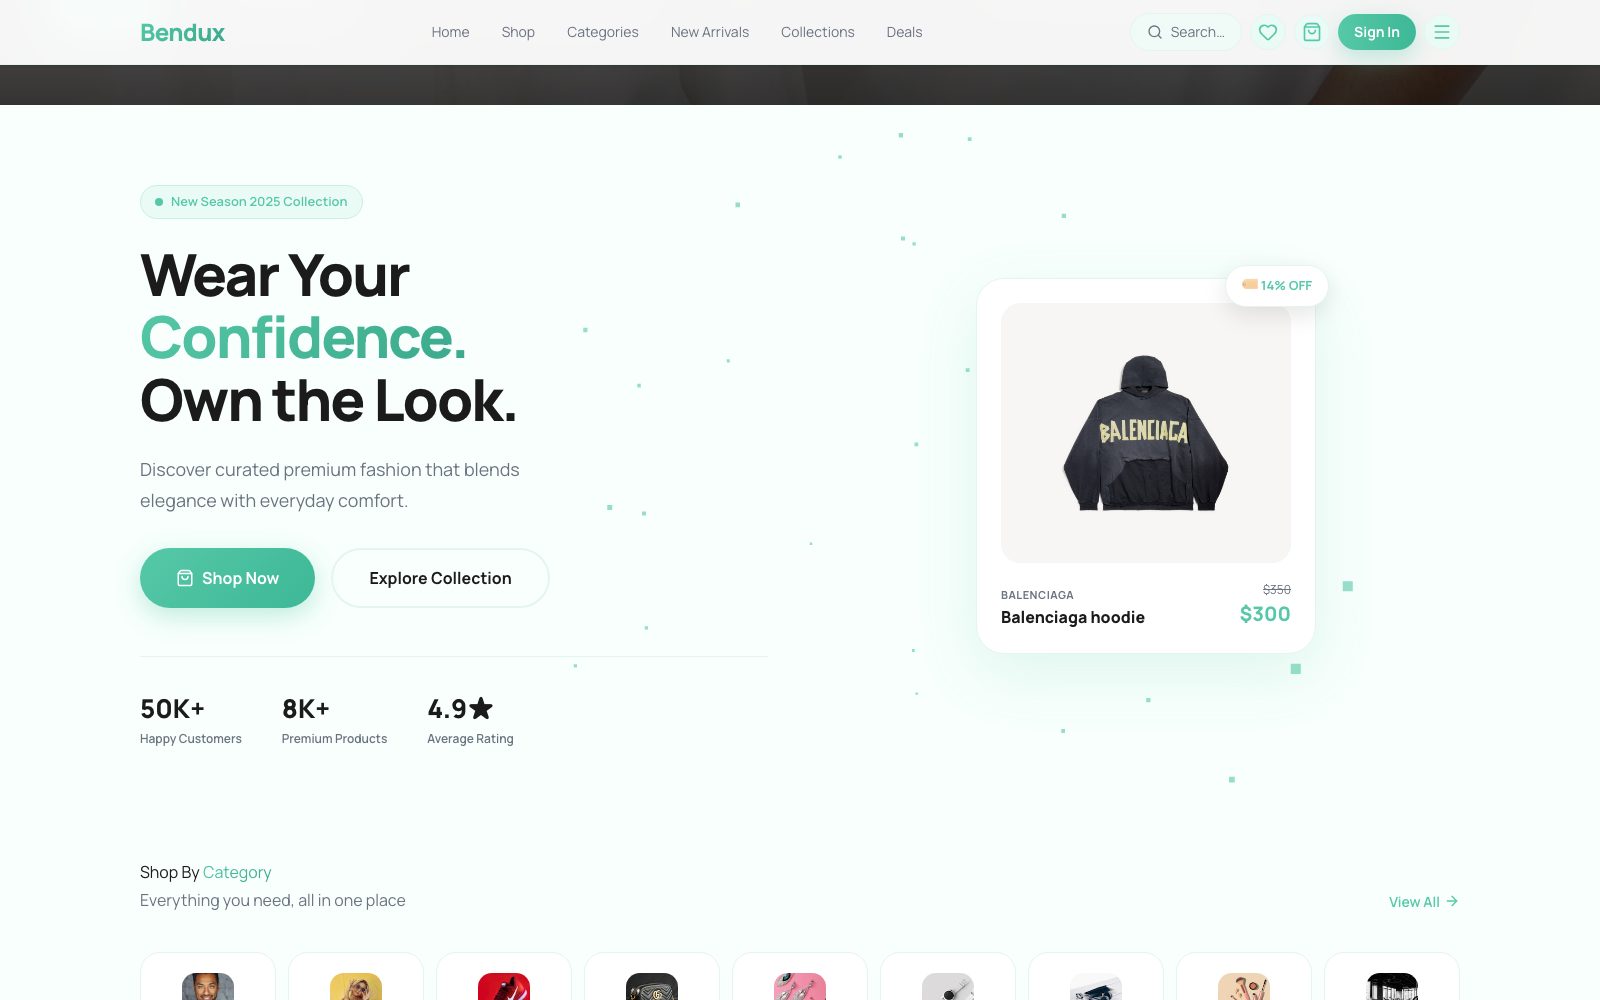 Bendux
Home
Shop
Categories
New Arrivals
Collections
Deals
Search...
Sign In
New Season 2025 Collection
Wear Your
Confidence.
Own the Look.
Discover curated premium fashion that blends
elegance with everyday comfort.
Shop Now
Explore Collection
50K+
Happy Customers
8K+
Premium Products
4.9★
Average Rating
14% OFF
BALENCIAGA
BALENCIAGA
Balenciaga hoodie
$350
$300
Shop By Category
Everything you need, all in one place
View All →